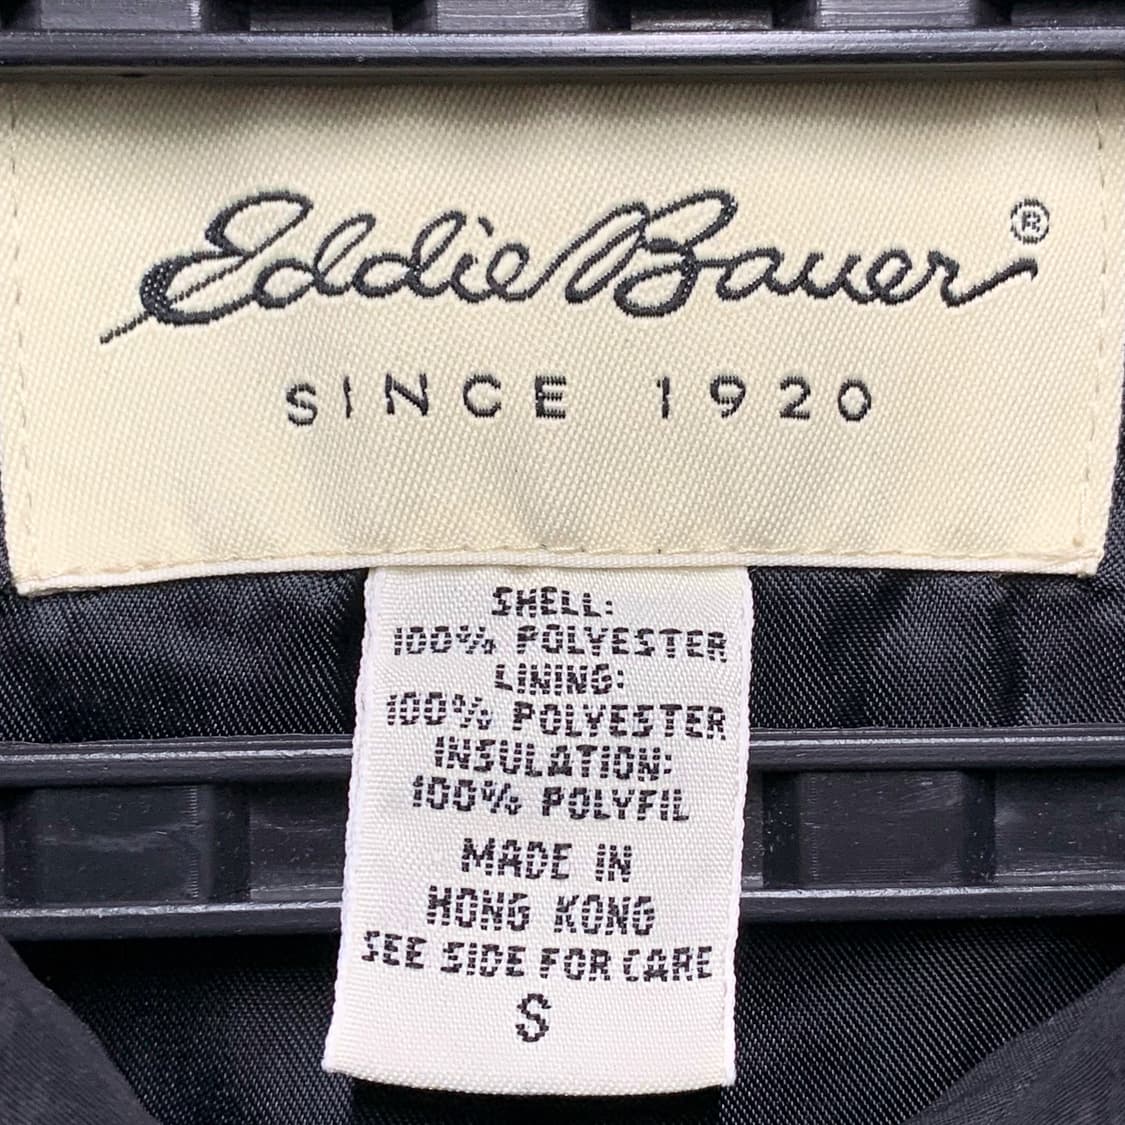 Eddie Bauer ®
SINCE 1920
SHELL:
100% POLYESTER
LINING:
100% POLYESTER
INSULATION:
100% POLYFIL
MADE IN
HONG KONG
SEE SIDE FOR CARE
S